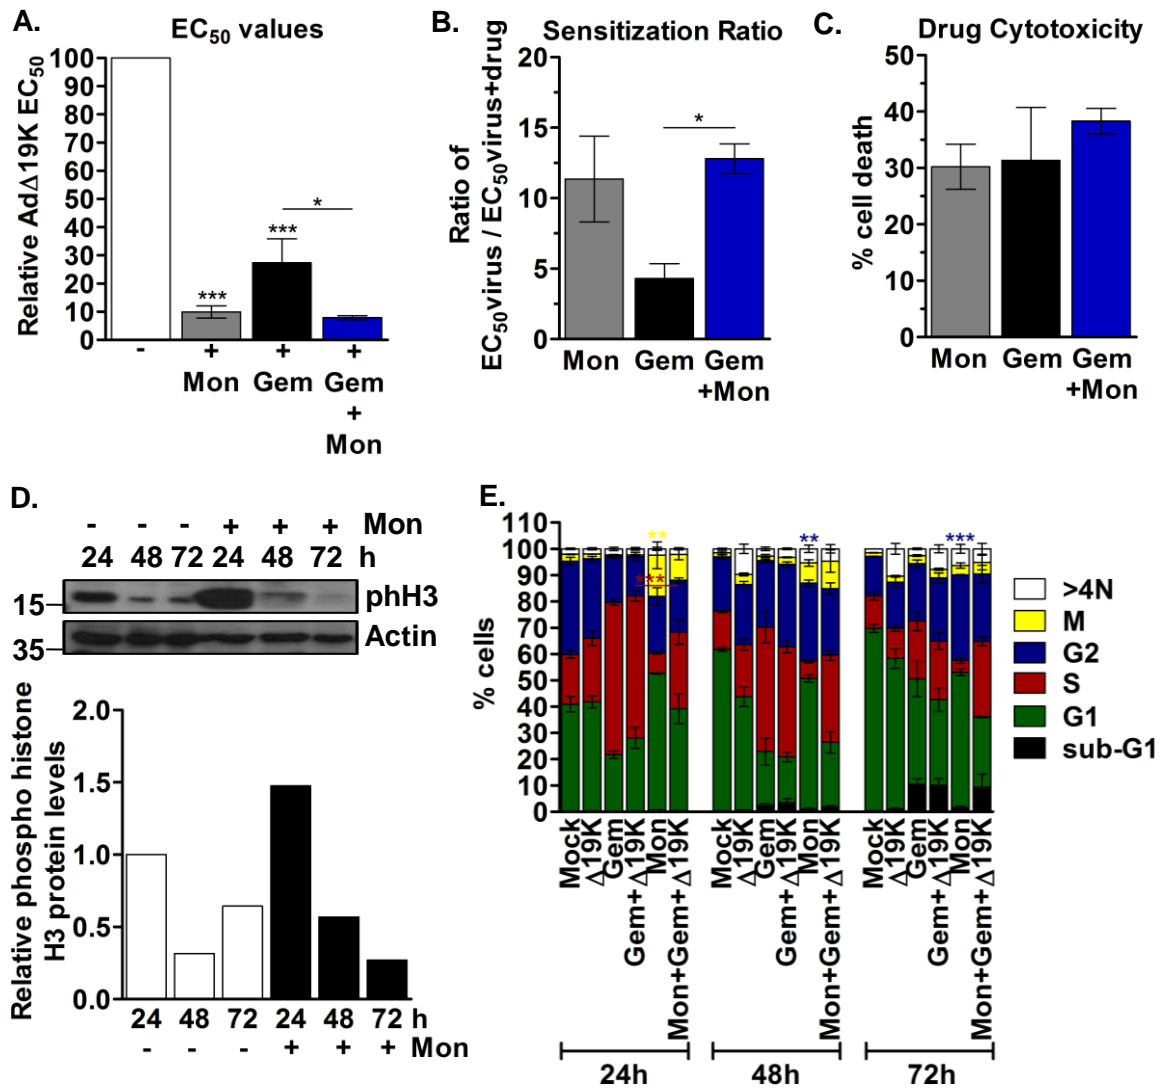 A.
EC50 values
Relative AdΔ19K EC50
100
90
80
70
60
50
40
30
20
10
0
***
***
*
- + + +
Mon Gem Gem
+
Mon
B.
Sensitization Ratio
Ratio of
EC50virus / EC50virus+drug
20
15
10
5
0
*
Mon Gem Gem
+Mon
C.
Drug Cytotoxicity
% cell death
50
40
30
20
10
0
Mon Gem Gem
+Mon
D.
- - - + + + Mon
24 48 72 24 48 72 h
15 phH3
35 Actin
Relative phospho histone
H3 protein levels
2.0
1.5
1.0
0.5
0.0
24 48 72 24 48 72 h
- - - + + + Mon
E.
% cells
110
100
90
80
70
60
50
40
30
20
10
0
**
***
**
***
>4N
M
G2
S
G1
sub-G1
Mock
Δ19K
Gem
Gem+Δ19K
Mon
Mon+Gem+Δ19K
Mock
Δ19K
Gem
Gem+Δ19K
Mon
Mon+Gem+Δ19K
Mock
Δ19K
Gem
Gem+Δ19K
Mon
Mon+Gem+Δ19K
24h 48h 72h